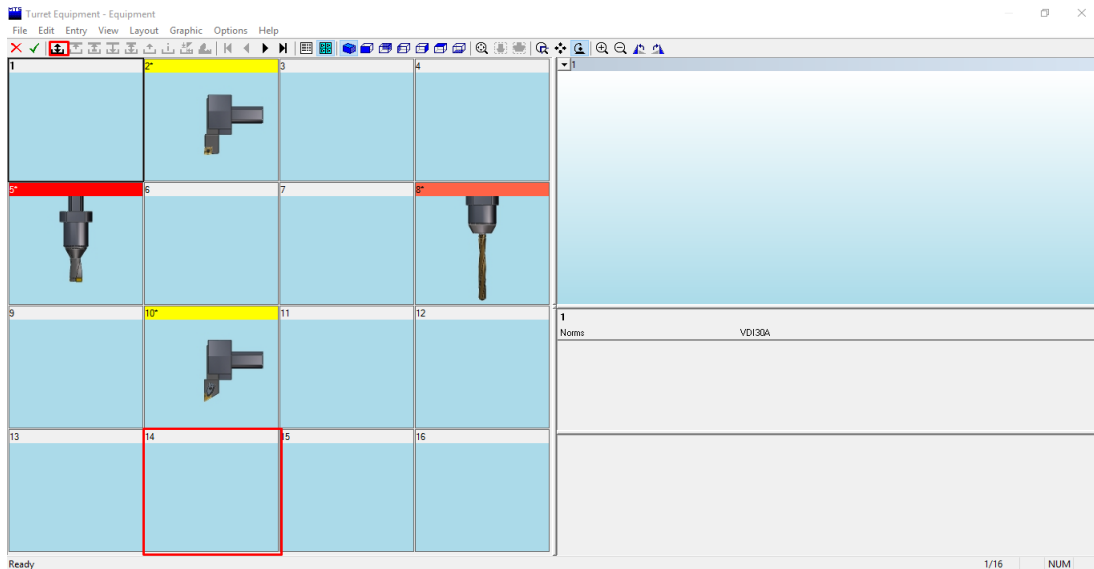 Turret Equipment - Equipment
File Edit Entry View Layout Graphic Options Help
1 2* 3 4
1
5* 6 7 8*
9 10* 11 12
1
Norms VDI30A
13 14 15 16
Ready 1/16 NUM